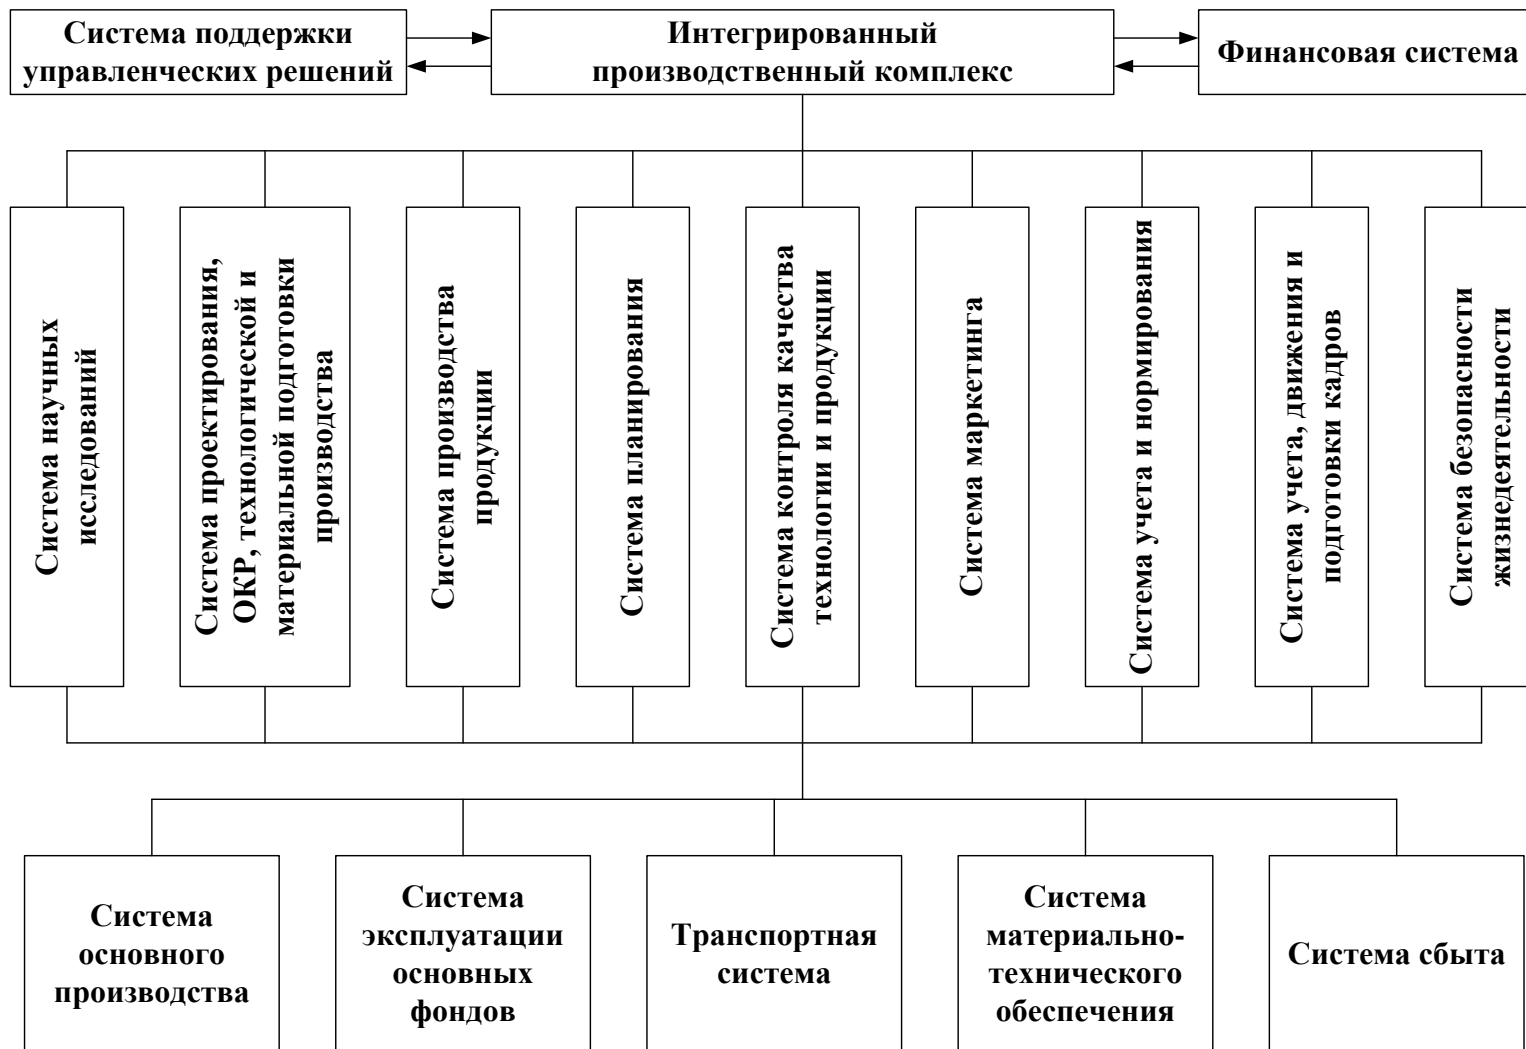 Система поддержки
управленческих решений
Интегрированный
производственный комплекс
Финансовая система
Система научных
исследований
Система проектирования,
ОКР, технологической и
материальной подготовки
производства
Система производства
продукции
Система планирования
Система контроля качества
технологии и продукции
Система маркетинга
Система учета и нормирования
Система учета, движения и
подготовки кадров
Система безопасности
жизнедеятельности
Система
основного
производства
Система
эксплуатации
основных
фондов
Транспортная
система
Система
материально-
технического
обеспечения
Система сбыта